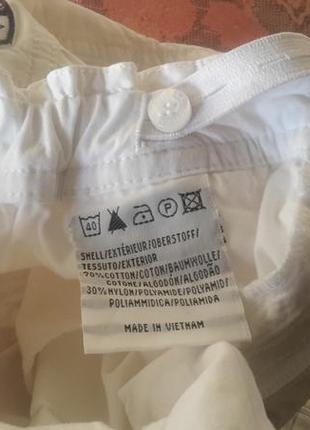 40 P
SHELL/EXTÉRIEUR/OBERSTOFF/
TESSUTO/EXTERIOR
70% COTTON/COTON/BAUMWOLLE/
COTONE/ALGODÓN/ALGODÃO
30% NYLON/POLYAMIDE/POLYAMID/
POLIAMMIDICA/POLIAMIDA
MADE IN VIETNAM